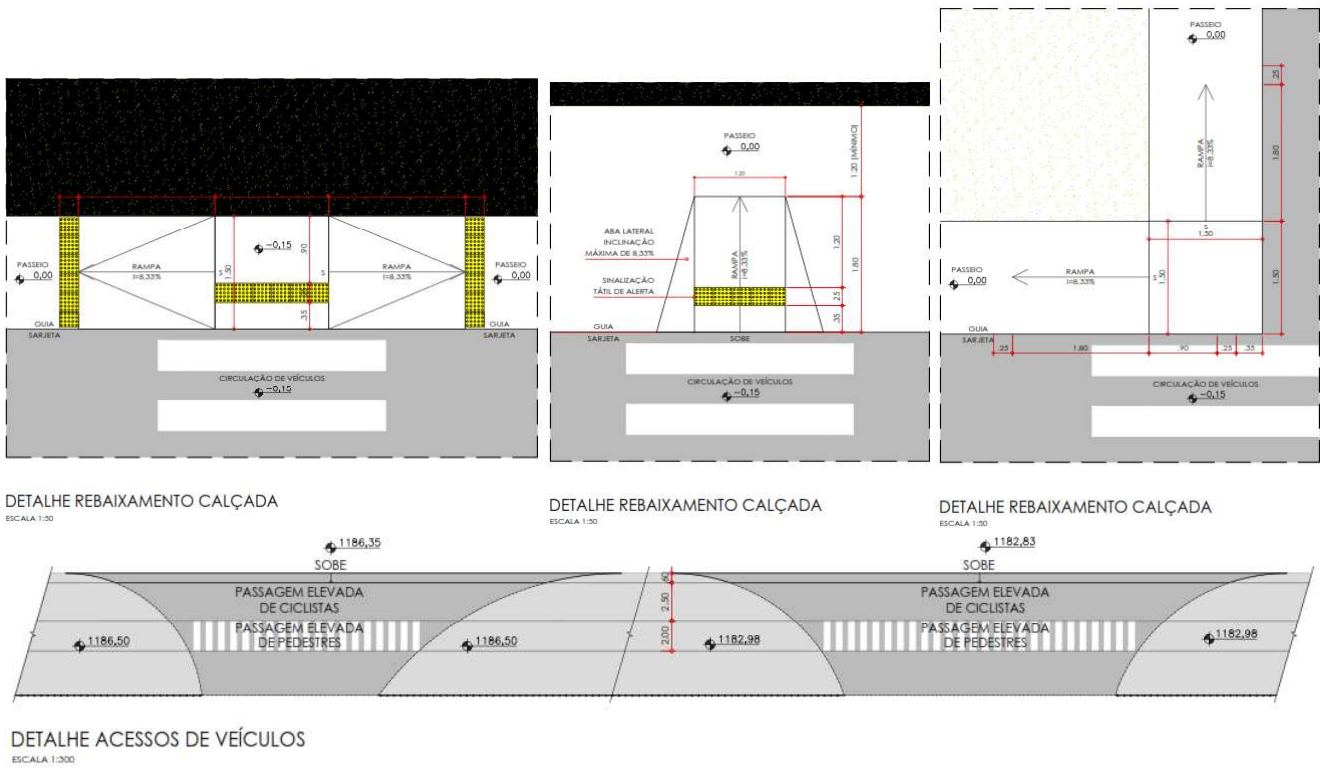 PASSEIO
0,00
RAMPA
i=8,33%
S
1.50
.90
-0,15
.35
S
RAMPA
i=8,33%
PASSEIO
0,00
GUIA
SARJETA
GUIA
SARJETA
CIRCULAÇÃO DE VEÍCULOS
-0,15
DETALHE REBAIXAMENTO CALÇADA
ESCALA 1:50
PASSEIO
0,00
1.20 (MÍNIMO)
1.20
ABA LATERAL
INCLINAÇÃO
MÁXIMA DE 8,33%
SINALIZAÇÃO
TÁTIL DE ALERTA
RAMPA
i=8,33%
1.20
1.80
.25
.35
GUIA
SARJETA
SOBE
CIRCULAÇÃO DE VEÍCULOS
-0,15
DETALHE REBAIXAMENTO CALÇADA
ESCALA 1:50
PASSEIO
0,00
.25
RAMPA
i=8,33%
1.80
S
1.50
PASSEIO
0,00
RAMPA
i=8,33%
S
1.50
1.50
GUIA
SARJETA
.25
1.80
.90
.25
.35
CIRCULAÇÃO DE VEÍCULOS
-0,15
DETALHE REBAIXAMENTO CALÇADA
ESCALA 1:50
1186,35
SOBE
PASSAGEM ELEVADA
DE CICLISTAS
PASSAGEM ELEVADA
DE PEDESTRES
1186,50
1186,50
.60
2.50
2.00
1182,83
SOBE
PASSAGEM ELEVADA
DE CICLISTAS
PASSAGEM ELEVADA
DE PEDESTRES
1182,98
1182,98
DETALHE ACESSOS DE VEÍCULOS
ESCALA 1:300